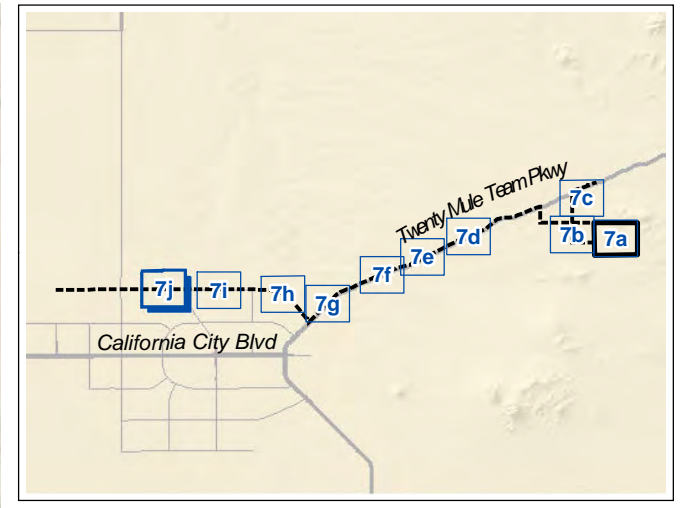 Twenty Mule Team Pkwy
7c
7b
7a
7d
7e
7f
7g
7h
7i
7j
California City Blvd